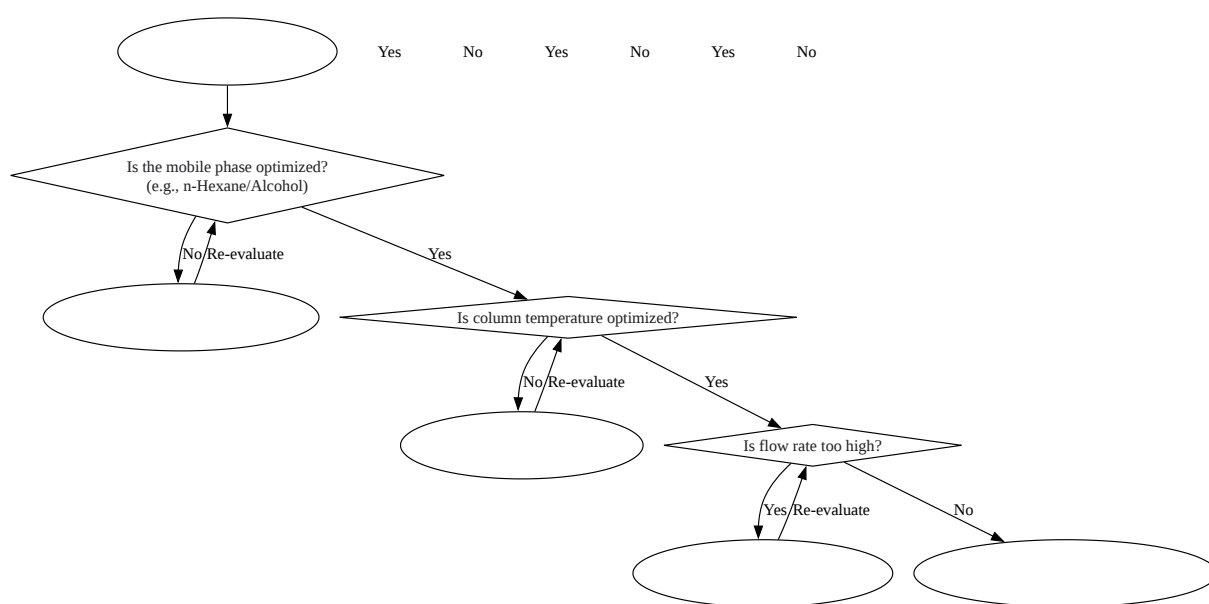 Yes No Yes No Yes No
Is the mobile phase optimized?
(e.g., n-Hexane/Alcohol)
No Re-evaluate
Yes
Is column temperature optimized?
No Re-evaluate
Yes
Is flow rate too high?
Yes Re-evaluate
No